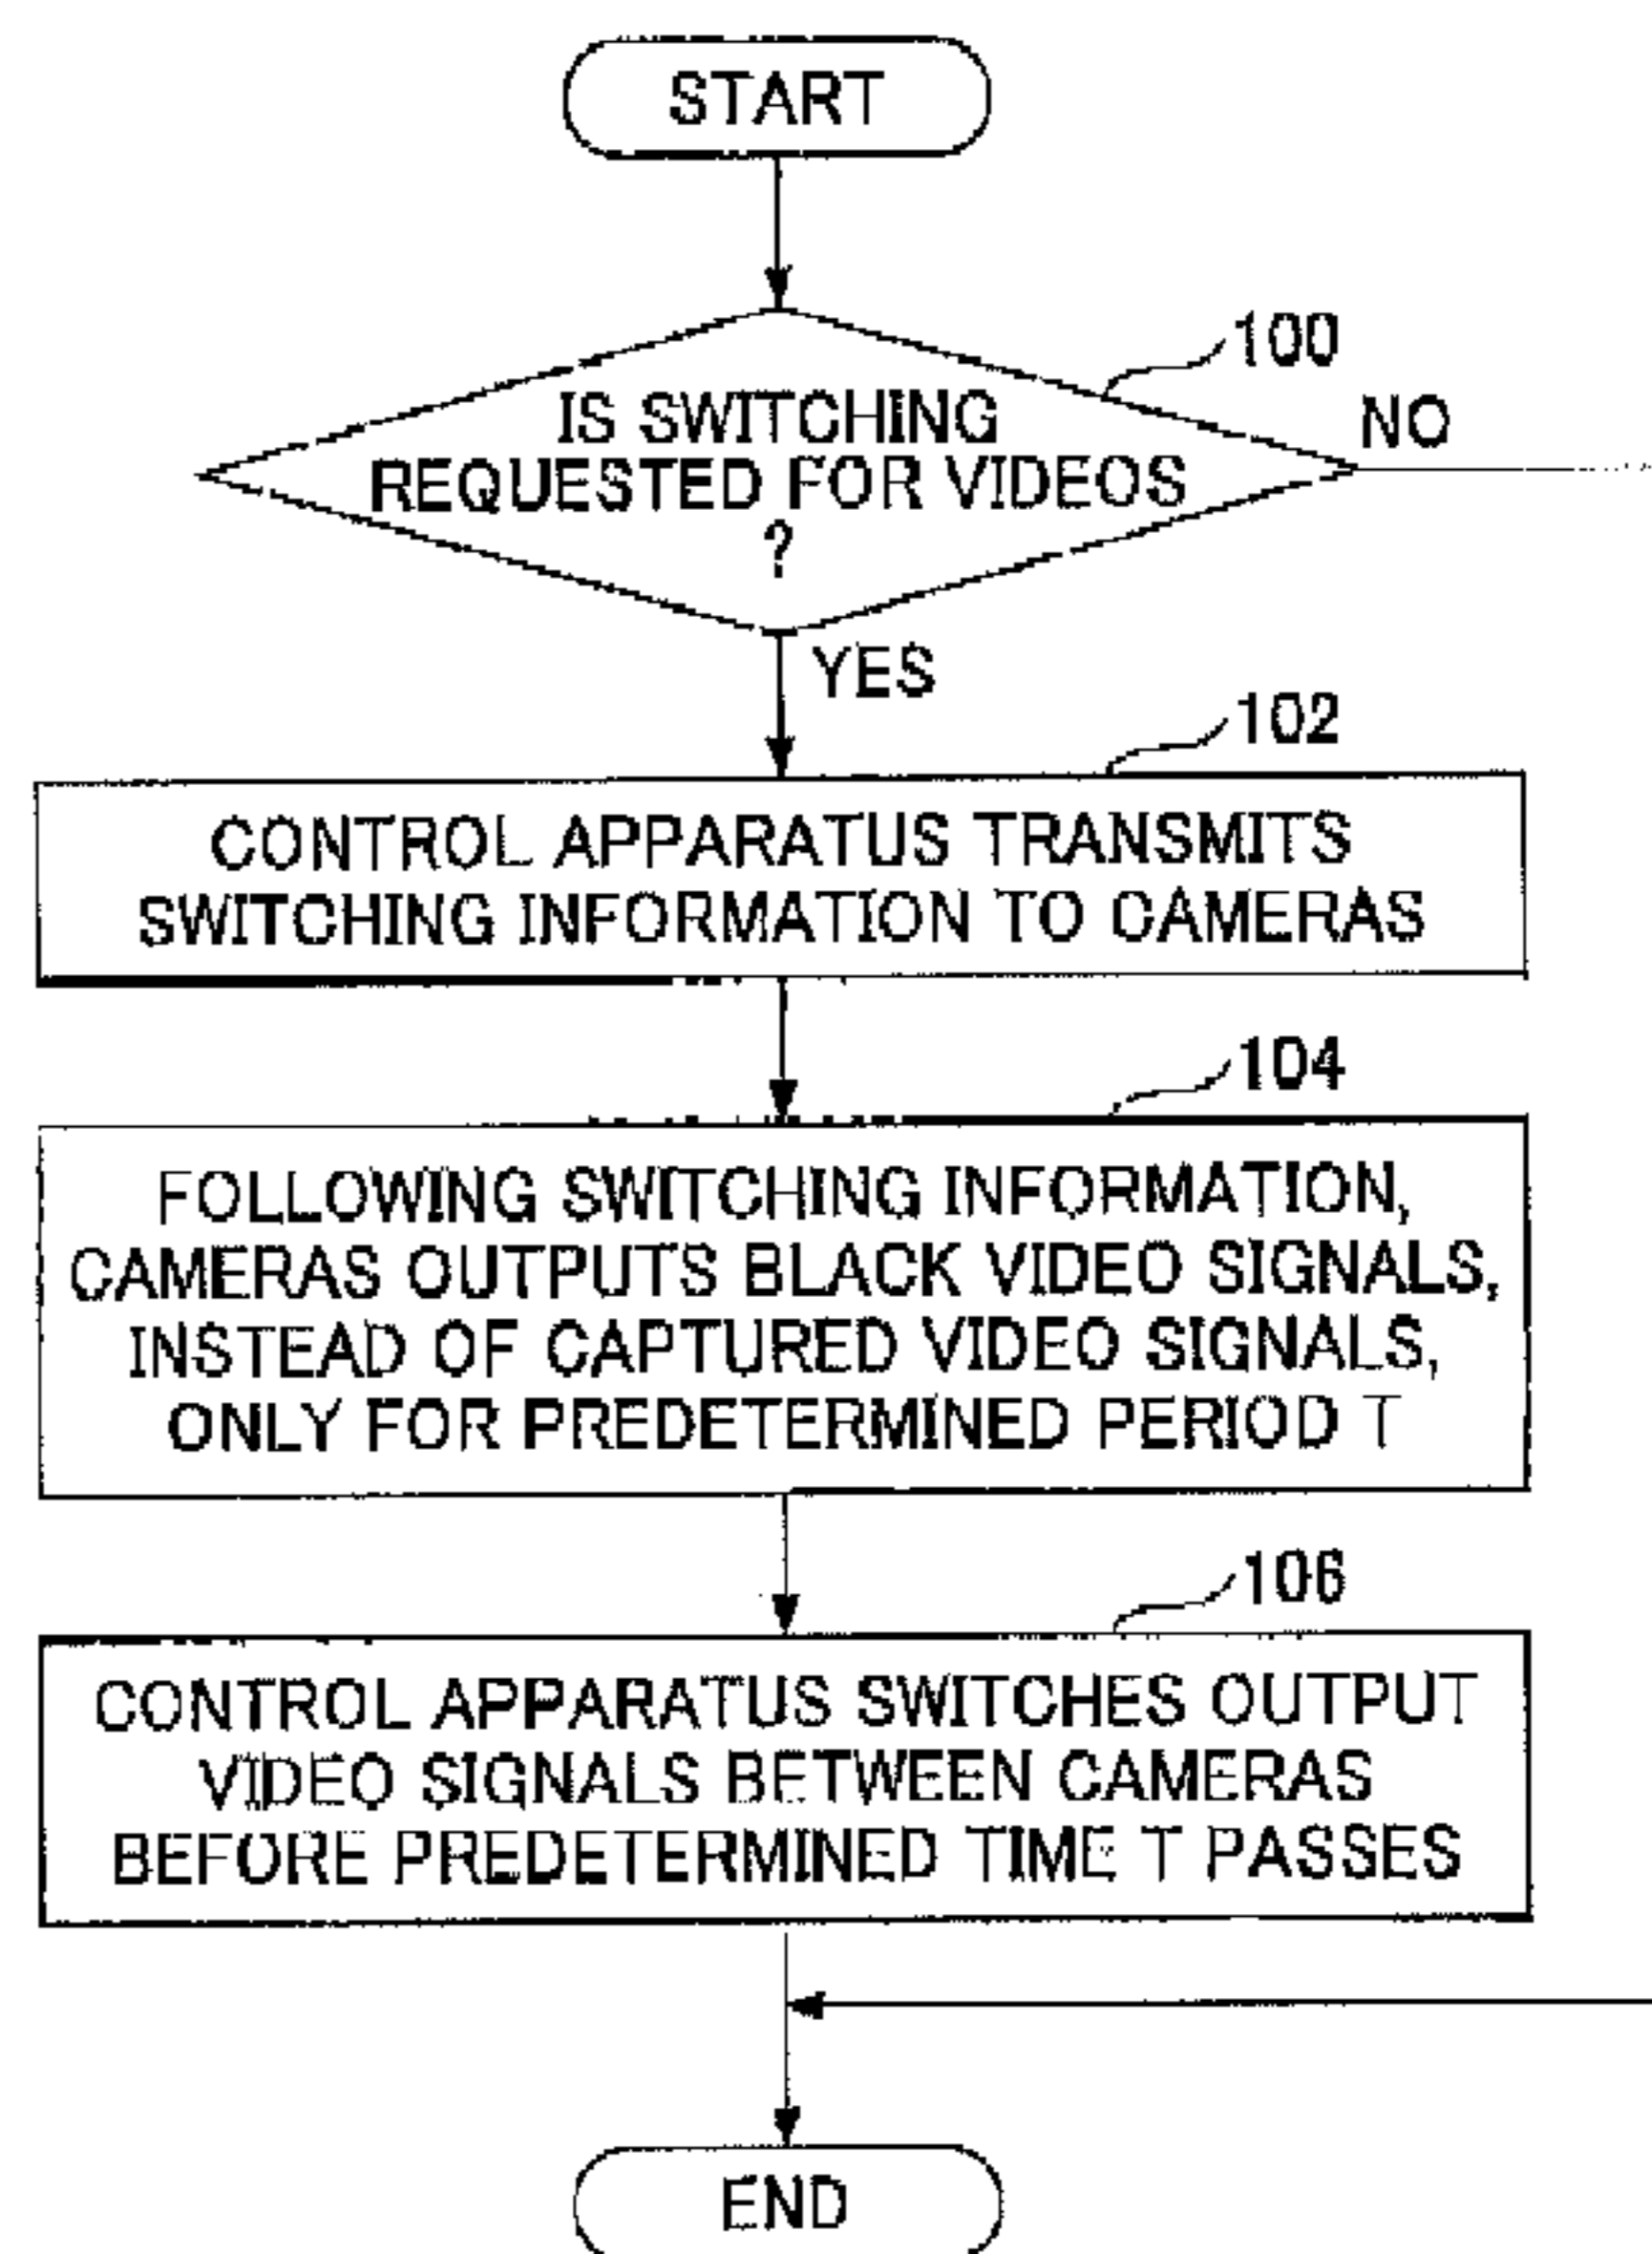 START
100
IS SWITCHING
NO
REQUESTED FOR VIDEOS
?
YES
102
CONTROL APPARATUS TRANSMITS
SWITCHING INFORMATION TO CAMERAS
104
FOLLOWING SWITCHING INFORMATION,
CAMERAS OUTPUTS BLACK VIDEO SIGNALS,
INSTEAD OF CAPTURED VIDEO SIGNALS,
ONLY FOR PREDETERMINED PERIOD T
106
CONTROL APPARATUS SWITCHES OUTPUT
VIDEO SIGNALS BETWEEN CAMERAS
BEFORE PREDETERMINED TIME T PASSES
END